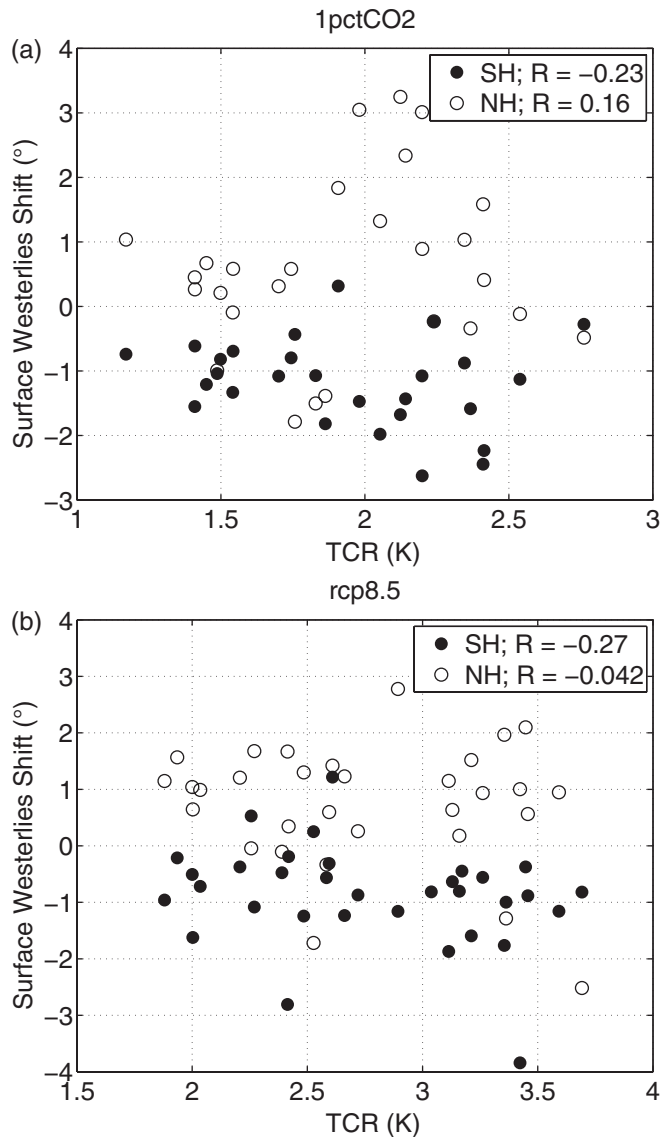 1pctCO2
(a)
4
3
2
1
0
−1
−2
−3
Surface Westerlies Shift (°)
SH; R = −0.23
NH; R = 0.16
1
1.5
2
2.5
3
TCR (K)
rcp8.5
(b)
4
3
2
1
0
−1
−2
−3
−4
Surface Westerlies Shift (°)
SH; R = −0.27
NH; R = −0.042
1.5
2
2.5
3
3.5
4
TCR (K)